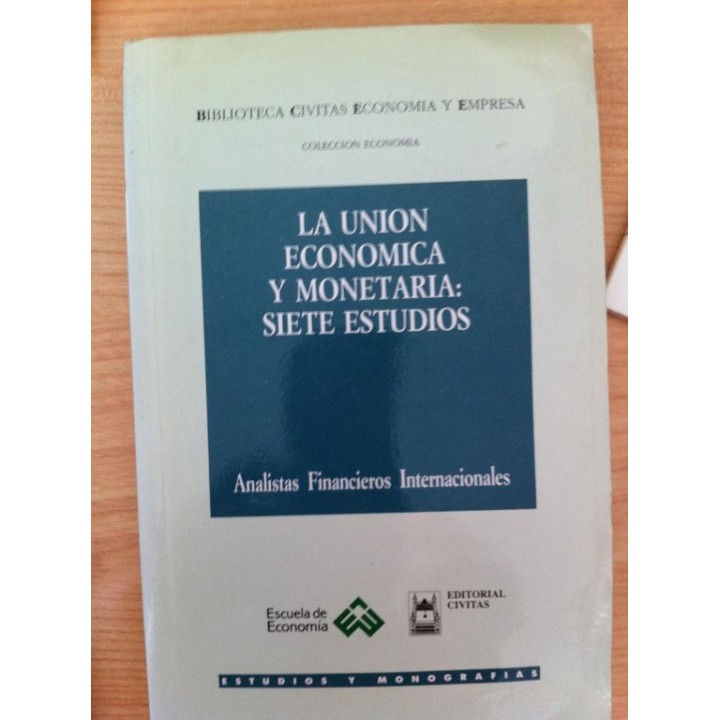 BIBLIOTECA CIVITAS ECONOMIA Y EMPRESA
COLECCION ECONOMIA
LA UNION
ECONOMICA
Y MONETARIA:
SIETE ESTUDIOS
Analistas Financieros Internacionales
Escuela de
Economía
EDITORIAL
CIVITAS
ESTUDIOS Y MONOGRAFIAS